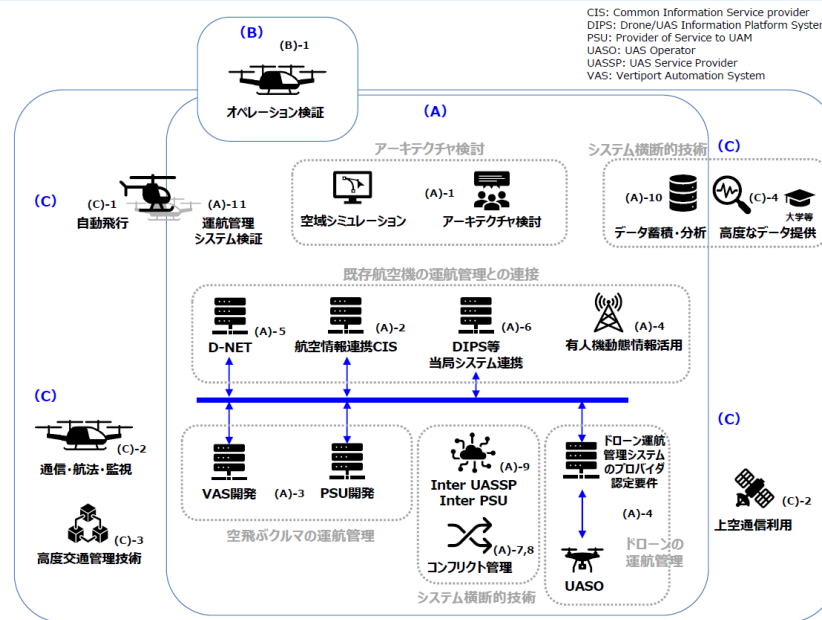 CIS: Common Information Service provider
DIPS: Drone/UAS Information Platform System
PSU: Provider of Service to UAM
UASO: UAS Operator
UASSP: UAS Service Provider
VAS: Vertiport Automation System
(B)
(B)-1
オペレーション検証
(A)
(C)
(C)-1
自動飛行
(A)-11
運航管理
システム検証
アーキテクチャ検討
(A)-1
空域シミュレーション
アーキテクチャ検討
システム横断的技術
(C)
(A)-10
データ蓄積・分析
(C)-4
大学等
高度なデータ提供
既存航空機の運航管理との連接
(A)-5
D-NET
(A)-2
航空情報連携CIS
(A)-6
DIPS等
当局システム連携
(A)-4
有人機動態情報活用
(C)
(C)-2
通信・航法・監視
(C)-3
高度交通管理技術
VAS開発
(A)-3
PSU開発
空飛ぶクルマの運航管理
(A)-9
Inter UASSP
Inter PSU
(A)-7,8
コンフリクト管理
システム横断的技術
ドローン運航
管理システム
のプロバイダ
認定要件
(A)-4
UASO
ドローンの
運航管理
(C)
(C)-2
上空通信利用